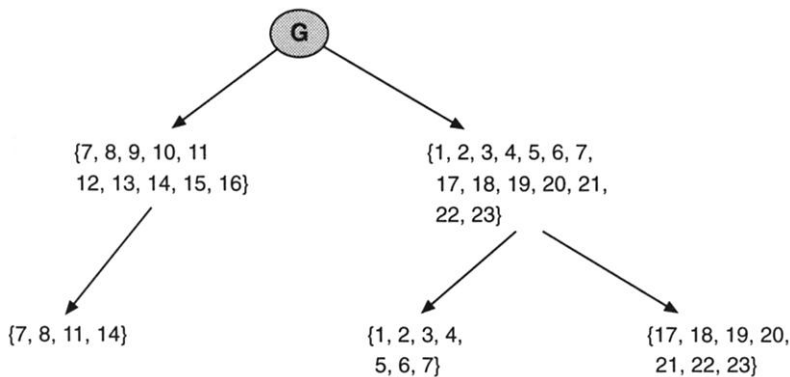 G
{7, 8, 9, 10, 11
12, 13, 14, 15, 16}
{1, 2, 3, 4, 5, 6, 7,
17, 18, 19, 20, 21,
22, 23}
{7, 8, 11, 14}
{1, 2, 3, 4,
5, 6, 7}
{17, 18, 19, 20,
21, 22, 23}